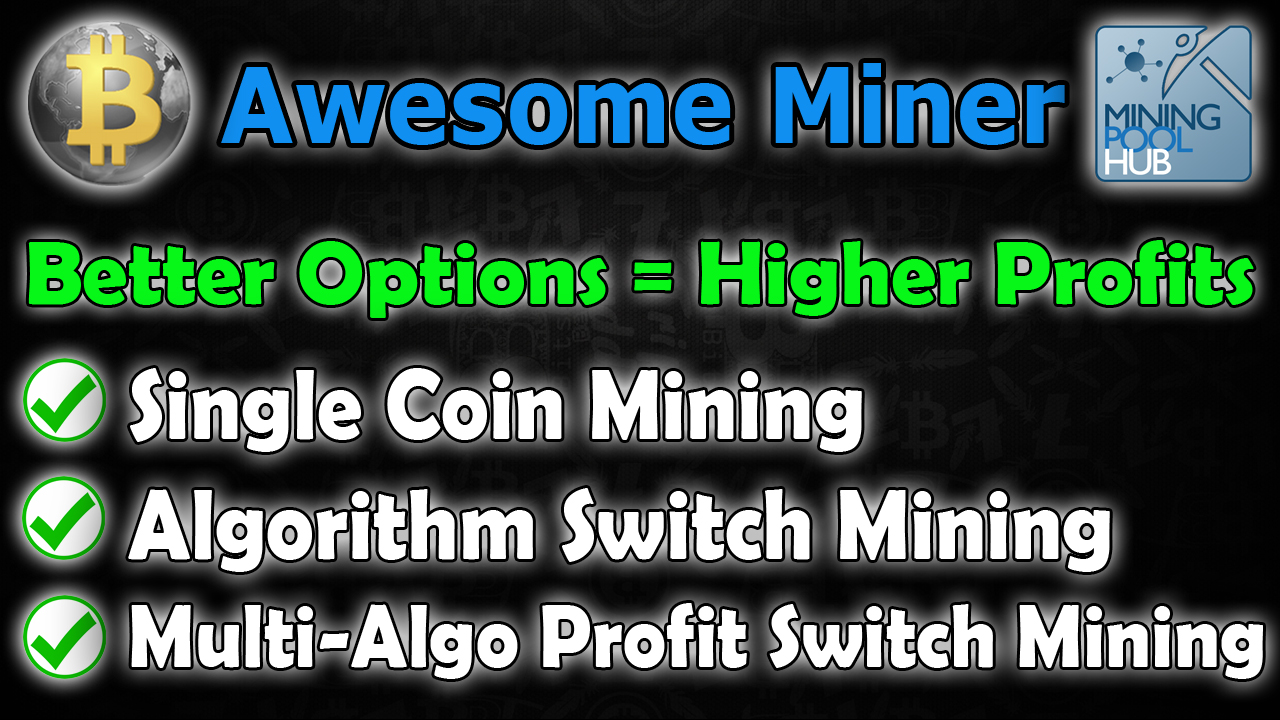 Awesome Miner
MINING
POOL
HUB
Better Options = Higher Profits
Single Coin Mining
Algorithm Switch Mining
Multi-Algo Profit Switch Mining